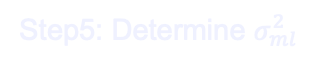 Step5: Determine σ²ₘₗ